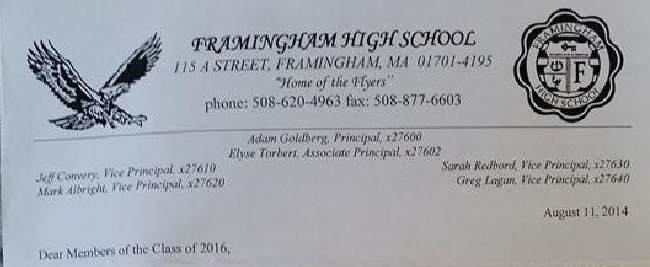 FRAMINGHAM HIGH SCHOOL
115 A STREET, FRAMINGHAM, MA 01701-4195
"Home of the Flyers"
phone: 508-620-4963 fax: 508-877-6603
FRAMINGHAM
F
HIGH SCHOOL
Adam Goldberg, Principal, x27600
Elyse Torbert, Associate Principal, x27602
Jeff Convery, Vice Principal, x27610
Mark Albright, Vice Principal, x27620
Sarah Redbord, Vice Principal, x27630
Greg Lagan, Vice Principal, x27640
August 11, 2014
Dear Members of the Class of 2016,